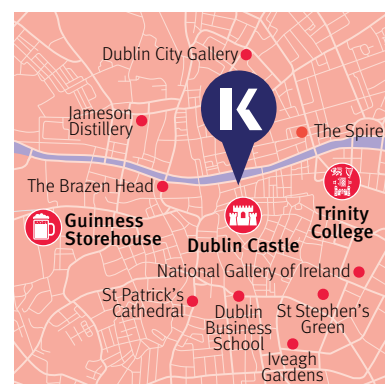 Dublin City Gallery
K
Jameson
Distillery
The Spire
The Brazen Head
Guinness
Storehouse
Dublin Castle
Trinity
College
National Gallery of Ireland
St Patrick's
Cathedral
Dublin
Business
School
St Stephen's
Green
Iveagh
Gardens